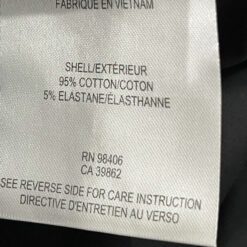 FABRIQUÉ EN VIETNAM
SHELL/EXTÉRIEUR
95% COTTON/COTON
5% ELASTANE/ÉLASTHANNE
RN 98406
CA 39862
SEE REVERSE SIDE FOR CARE INSTRUCTION
DIRECTIVE D'ENTRETIEN AU VERSO